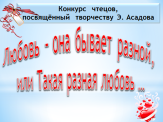 Конкурс чтецов,
посвящённый творчеству Э. Асадова
Любовь - она бывает разной,
или Такая разная любовь ...